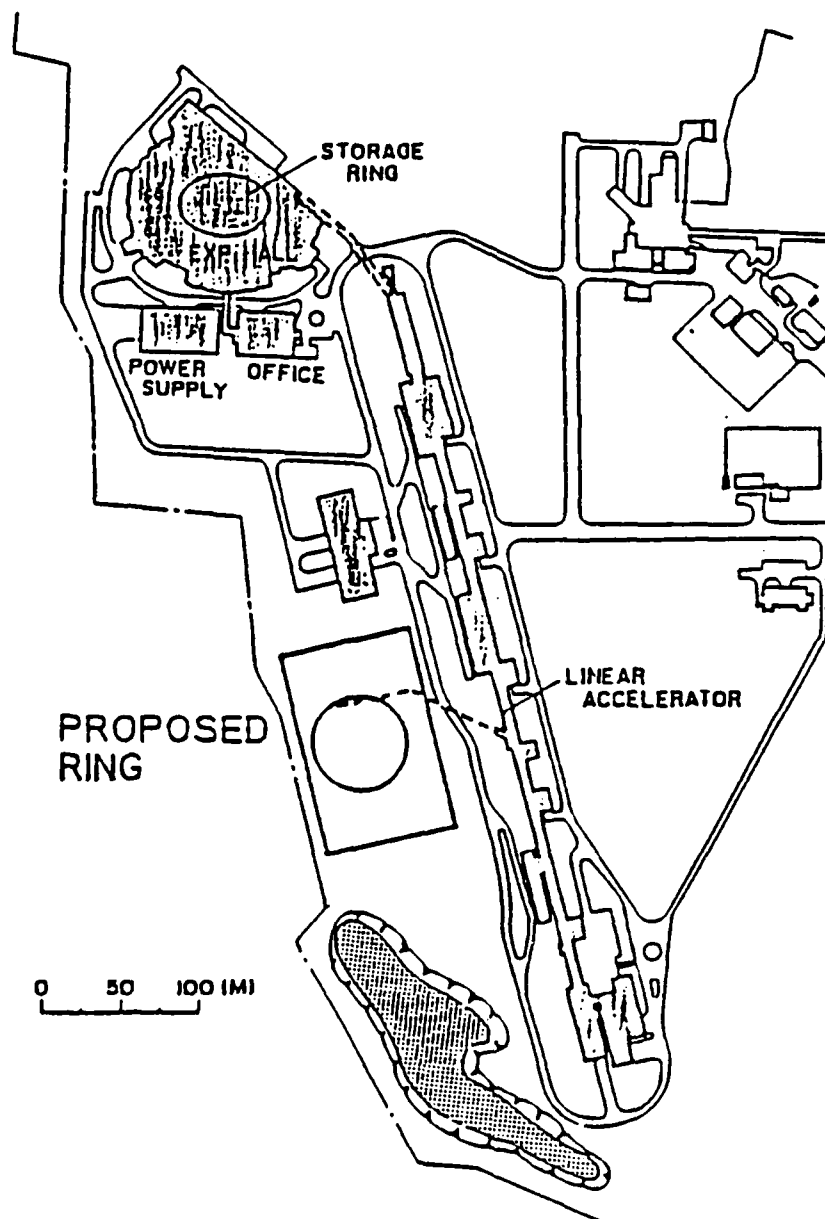 STORAGE
RING
EXP. HALL
POWER
SUPPLY
OFFICE
LINEAR
ACCELERATOR
PROPOSED
RING
0 50 100 (M)